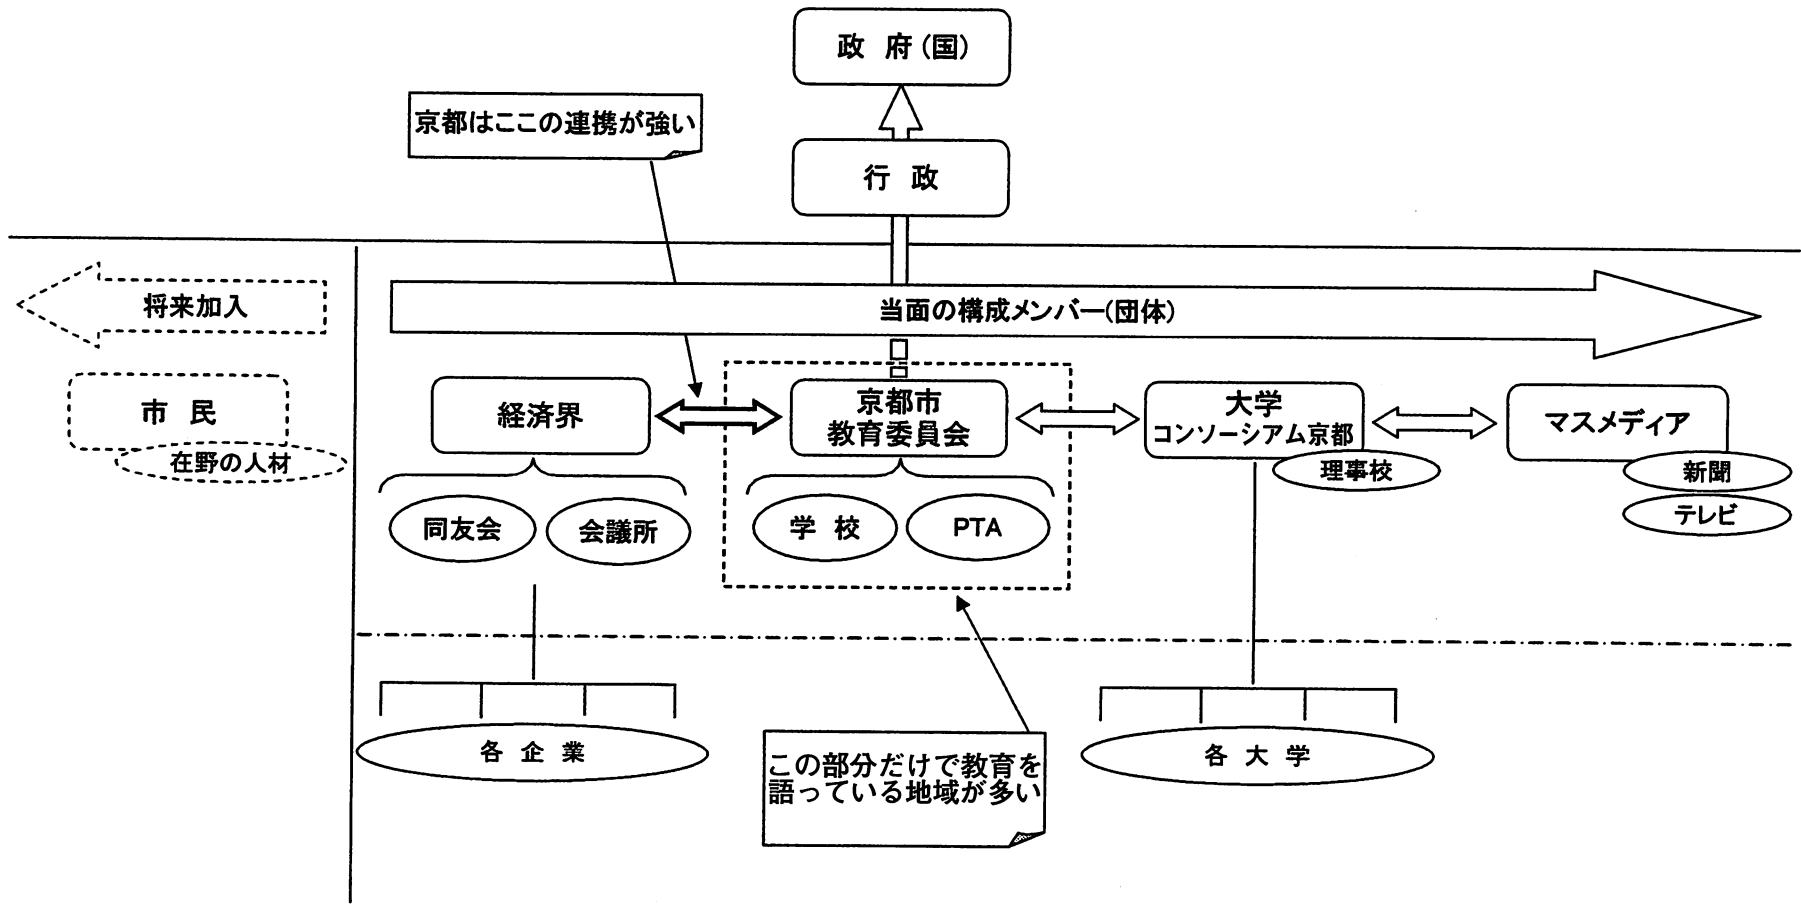 政 府(国)
京都はここの連携が強い
行 政
将来加入
当面の構成メンバー(団体)
市 民
在野の人材
経済界
京都市
教育委員会
大学
コンソーシアム京都
理事校
マスメディア
新聞
テレビ
同友会
会議所
学 校
PTA
各 企 業
この部分だけで教育を
語っている地域が多い
各 大 学